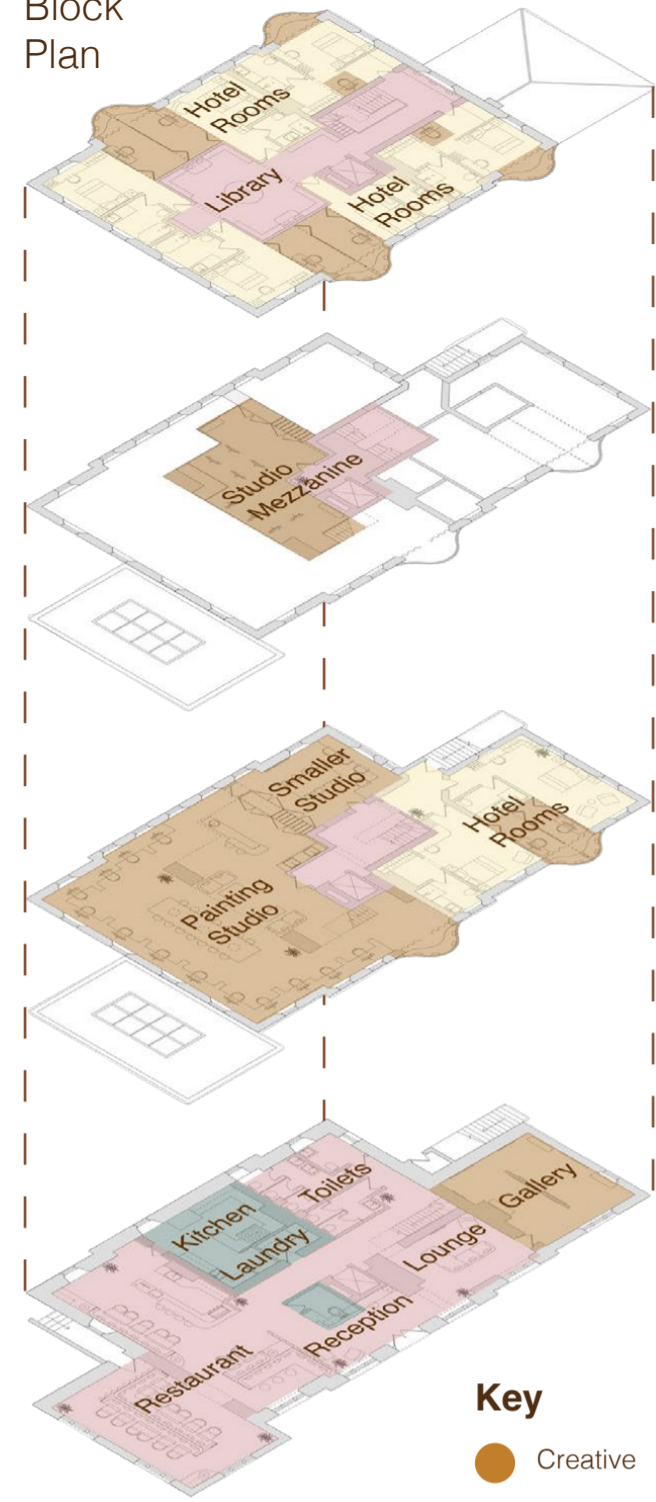 Block
Plan
Hotel
Rooms
Library
Hotel
Rooms
Studio
Mezzanine
Smaller
Studio
Hotel
Rooms
Painting
Studio
Toilets
Kitchen
Laundry
Gallery
Lounge
Reception
Restaurant
Key
Creative